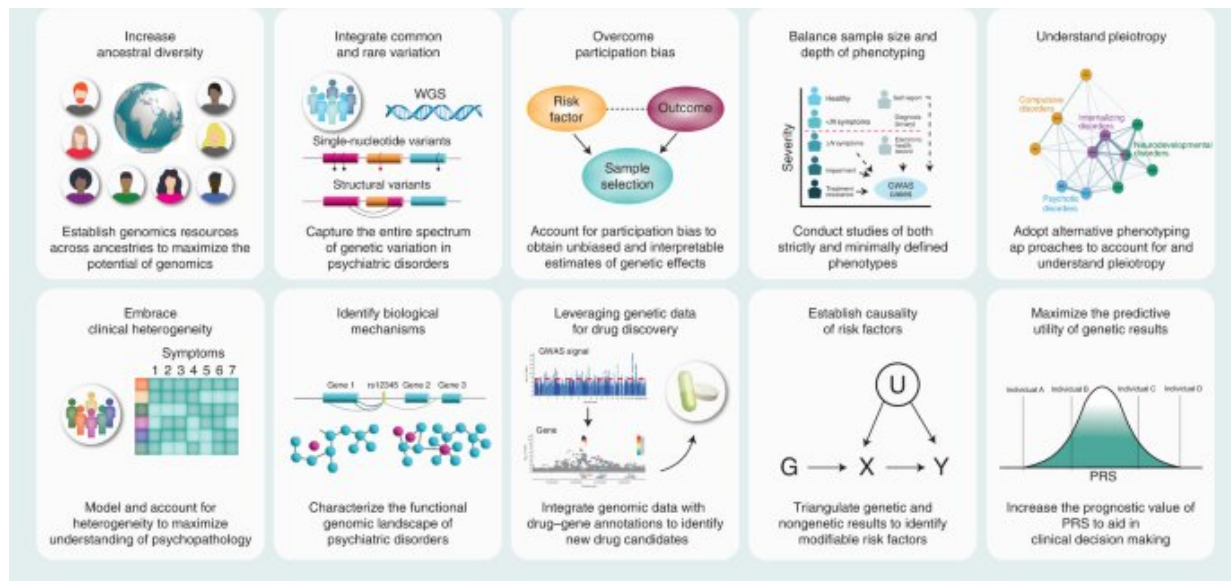 Increase
ancestral diversity
Establish genomics resources
across ancestries to maximize the
potential of genomics
Integrate common
and rare variation
WGS
Single-nucleotide variants
Structural variants
Capture the entire spectrum
of genetic variation in
psychiatric disorders
Overcome
participation bias
Risk
factor
Outcome
Sample
selection
Account for participation bias to
obtain unbiased and interpretable
estimates of genetic effects
Balance sample size and
depth of phenotyping
Severity
Healthy
<N symptoms
≥N symptoms
Impairment
Treatment
resistance
Self-report
Diagnosis
(binary)
Electronic
health
record
GWAS
cases
Conduct studies of both
strictly and minimally defined
phenotypes
Understand pleiotropy
Compulsive
disorders
Internalizing
disorders
Neurodevelopmental
disorders
Psychotic
disorders
Adopt alternative phenotyping
ap proaches to account for and
understand pleiotropy
Embrace
clinical heterogeneity
Symptoms
1 2 3 4 5 6 7
Model and account for
heterogeneity to maximize
understanding of psychopathology
Identify biological
mechanisms
Gene 1 rs12345 Gene 2 Gene 3
Characterize the functional
genomic landscape of
psychiatric disorders
Leveraging genetic data
for drug discovery
GWAS signal
Gene
Integrate genomic data with
drug–gene annotations to identify
new drug candidates
Establish causality
of risk factors
U
G X Y
Triangulate genetic and
nongenetic results to identify
modifiable risk factors
Maximize the predictive
utility of genetic results
Individual A Individual B Individual C Individual D
PRS
Increase the prognostic value of
PRS to aid in
clinical decision making